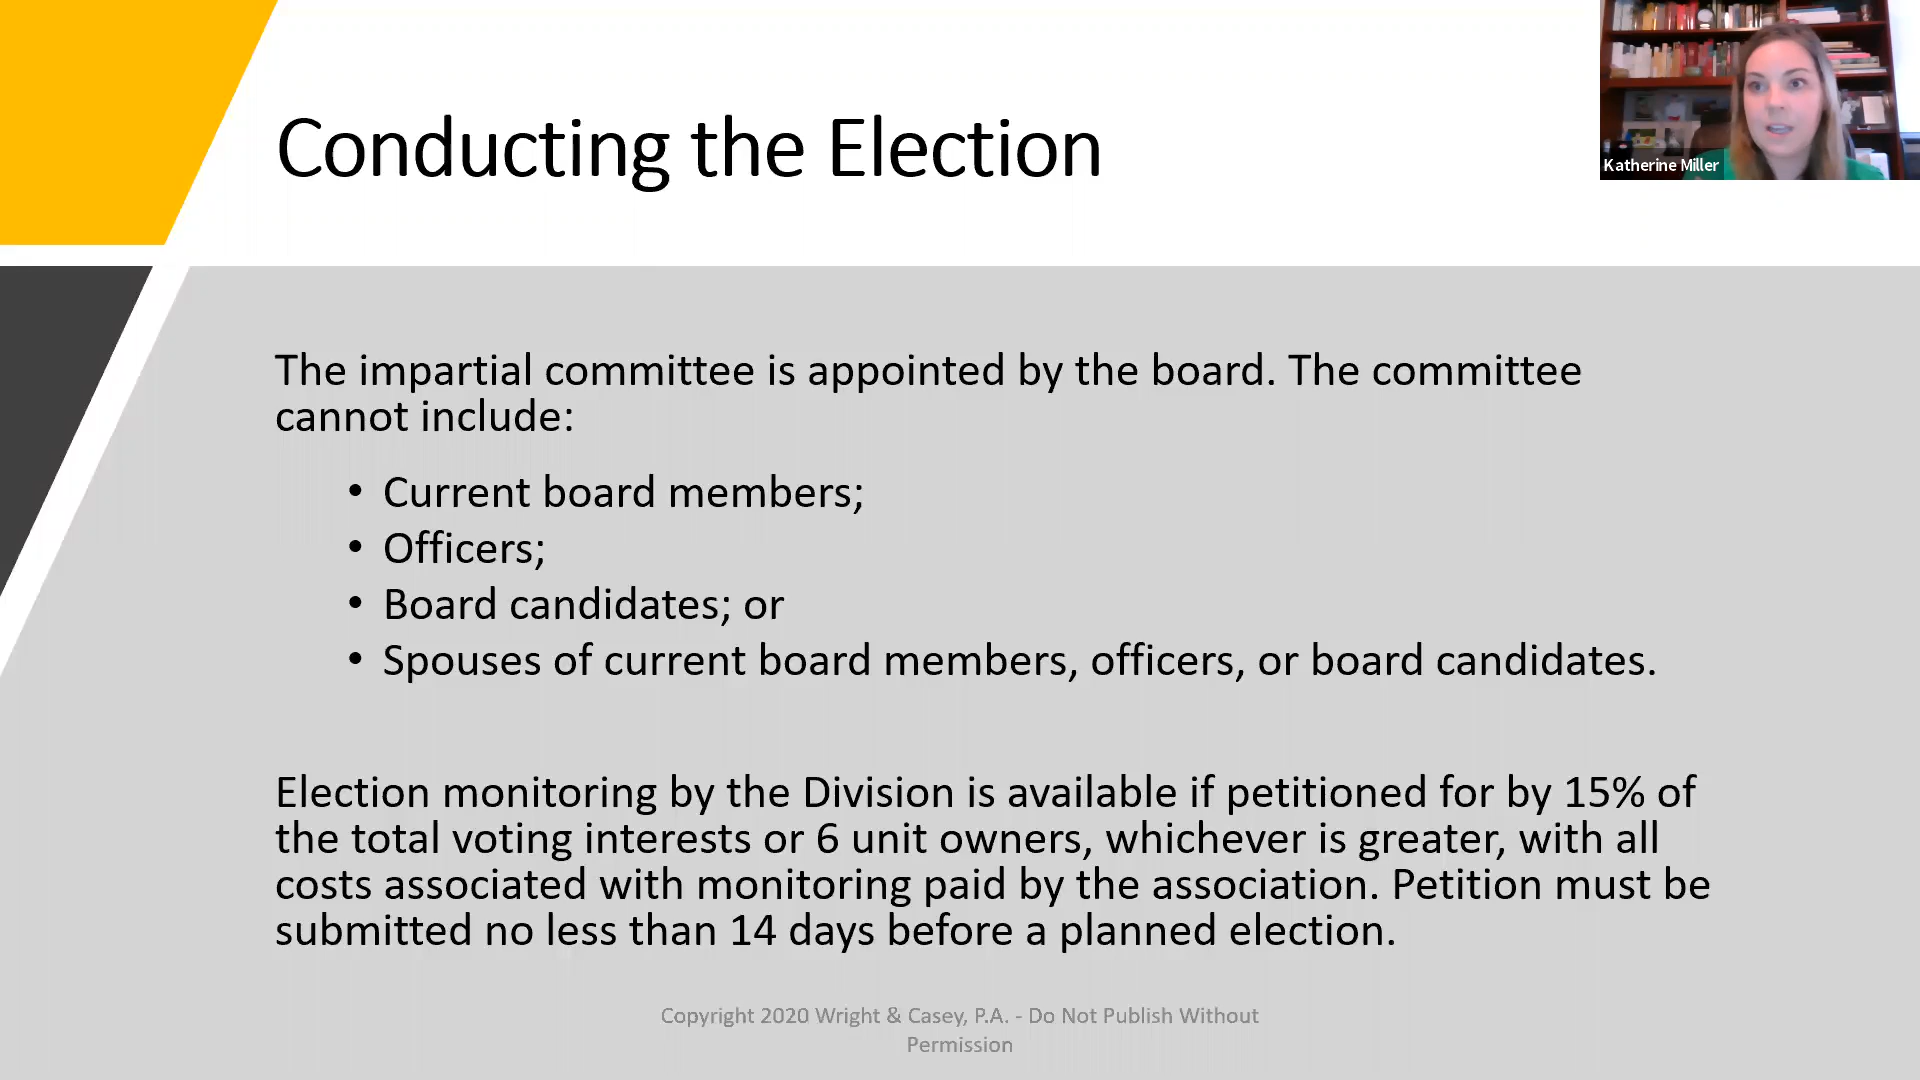 Conducting the Election
Katherine Miller
The impartial committee is appointed by the board. The committee
cannot include:
• Current board members;
• Officers;
• Board candidates; or
• Spouses of current board members, officers, or board candidates.
Election monitoring by the Division is available if petitioned for by 15% of
the total voting interests or 6 unit owners, whichever is greater, with all
costs associated with monitoring paid by the association. Petition must be
submitted no less than 14 days before a planned election.
Copyright 2020 Wright & Casey, P.A. - Do Not Publish Without
Permission